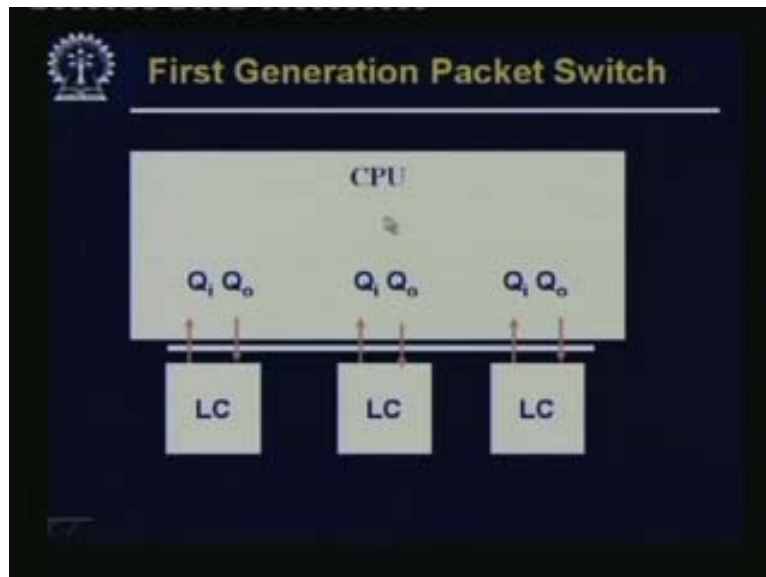 First Generation Packet Switch
CPU
Qi Qo Qi Qo Qi Qo
LC LC LC